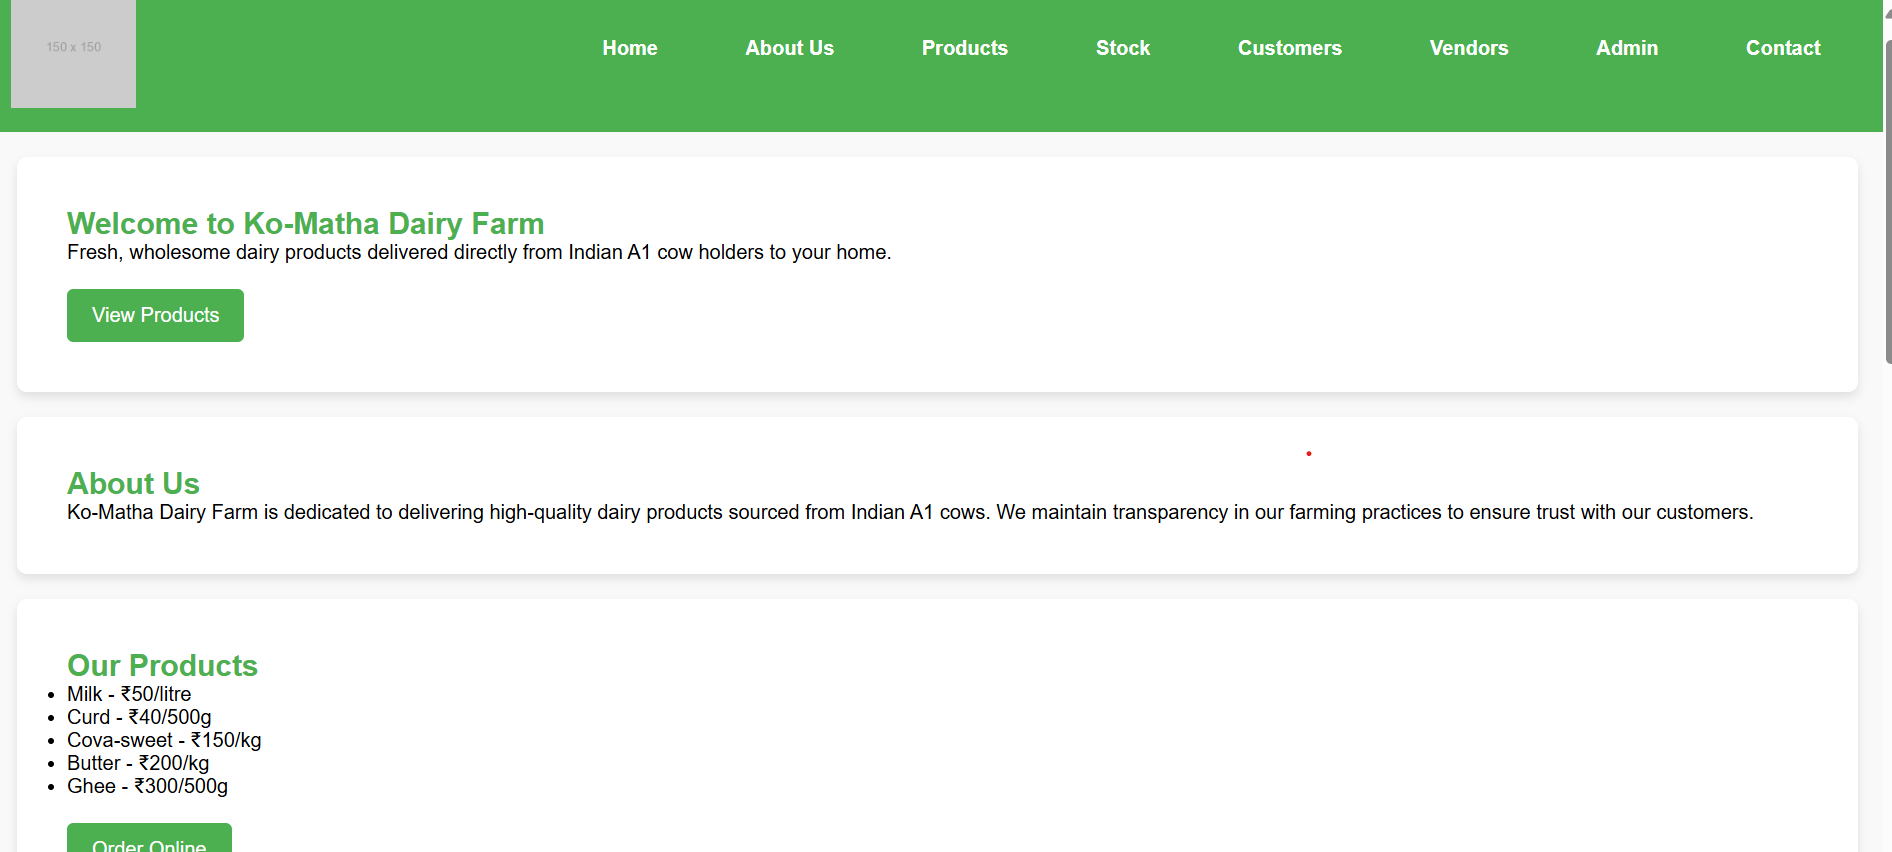 150 x 150
Home About Us Products Stock Customers Vendors Admin Contact
Welcome to Ko-Matha Dairy Farm
Fresh, wholesome dairy products delivered directly from Indian A1 cow holders to your home.
View Products
About Us
Ko-Matha Dairy Farm is dedicated to delivering high-quality dairy products sourced from Indian A1 cows. We maintain transparency in our farming practices to ensure trust with our customers.
Our Products
• Milk - ₹50/litre
• Curd - ₹40/500g
• Cova-sweet - ₹150/kg
• Butter - ₹200/kg
• Ghee - ₹300/500g
Order Online